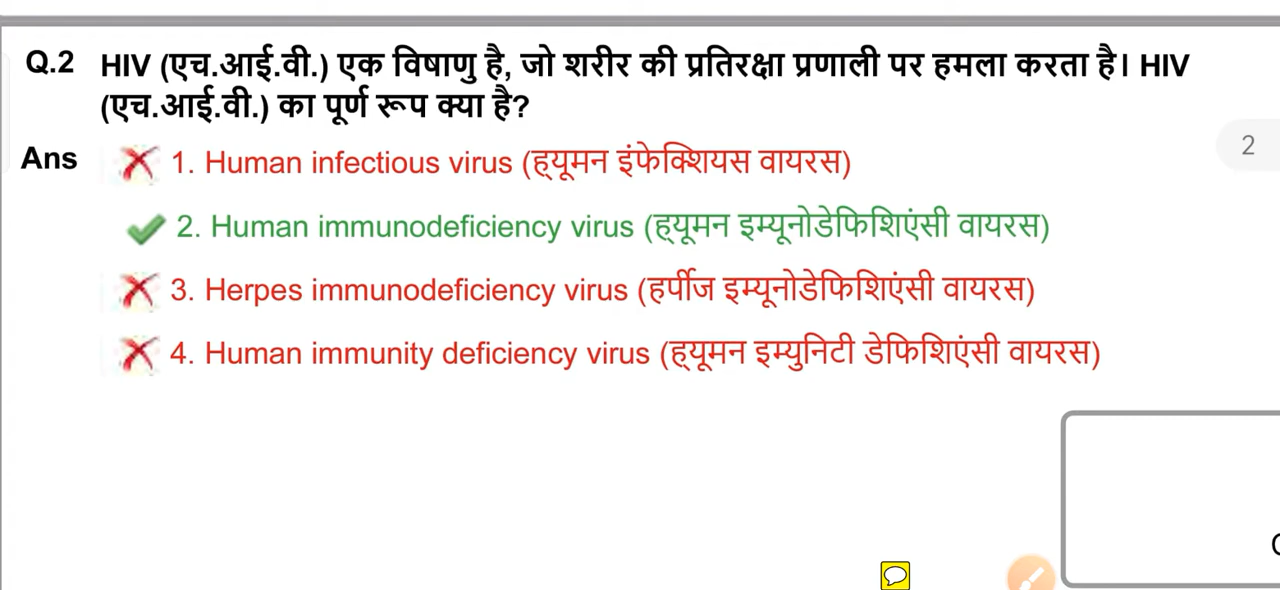 Q.2 HIV (एच.आई.वी.) एक विषाणु है, जो शरीर की प्रतिरक्षा प्रणाली पर हमला करता है। HIV
(एच.आई.वी.) का पूर्ण रूप क्या है?
Ans 1. Human infectious virus (ह्यूमन इंफेक्शियस वायरस)
2
2. Human immunodeficiency virus (ह्यूमन इम्यूनोडेफिशिएंसी वायरस)
3. Herpes immunodeficiency virus (हर्पीज इम्यूनोडेफिशिएंसी वायरस)
4. Human immunity deficiency virus (ह्यूमन इम्युनिटी डेफिशिएंसी वायरस)